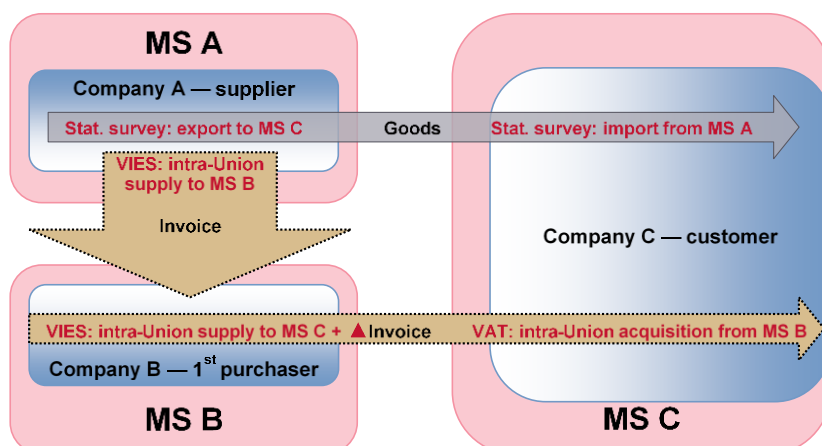 MS A
Company A — supplier
Stat. survey: export to MS C
Goods
Stat. survey: import from MS A
VIES: intra-Union
supply to MS B
Invoice
Company C — customer
VIES: intra-Union supply to MS C + ▲Invoice
VAT: intra-Union acquisition from MS B
Company B — 1st purchaser
MS B
MS C